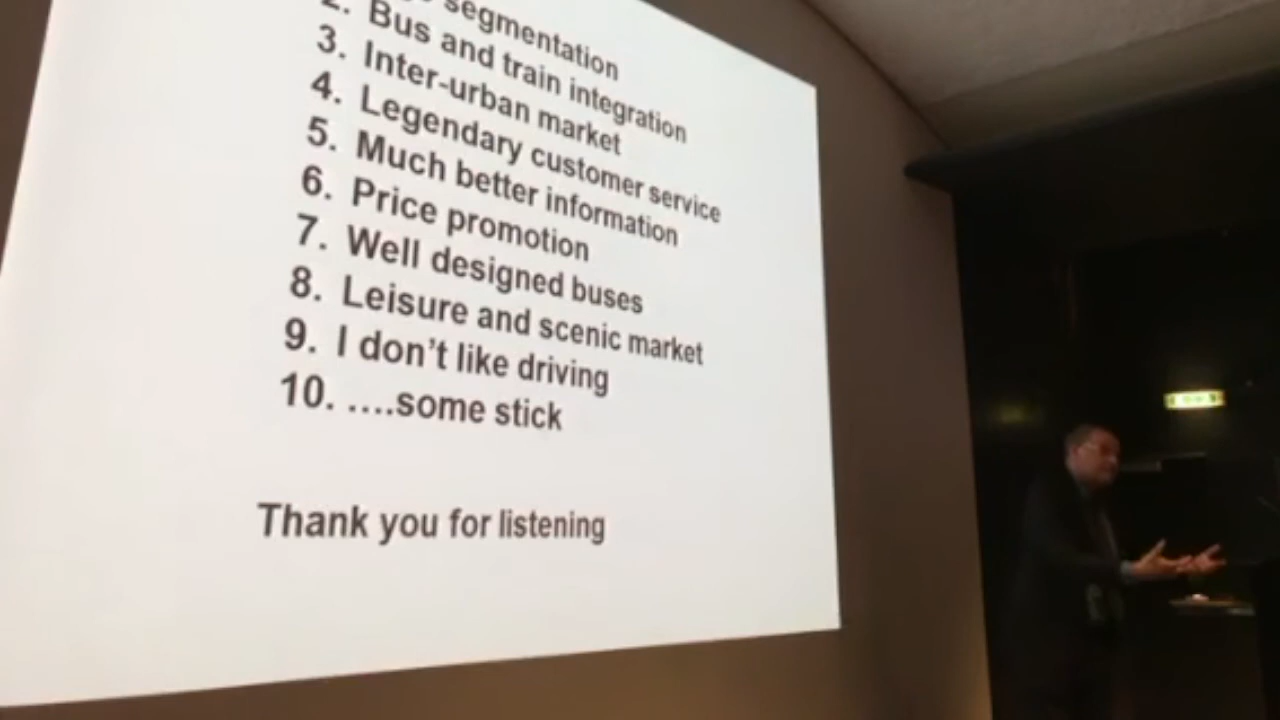 segmentation
2. Bus and train integration
3. Inter-urban market
4. Legendary customer service
5. Much better information
6. Price promotion
7. Well designed buses
8. Leisure and scenic market
9. I don't like driving
10. ....some stick
Thank you for listening